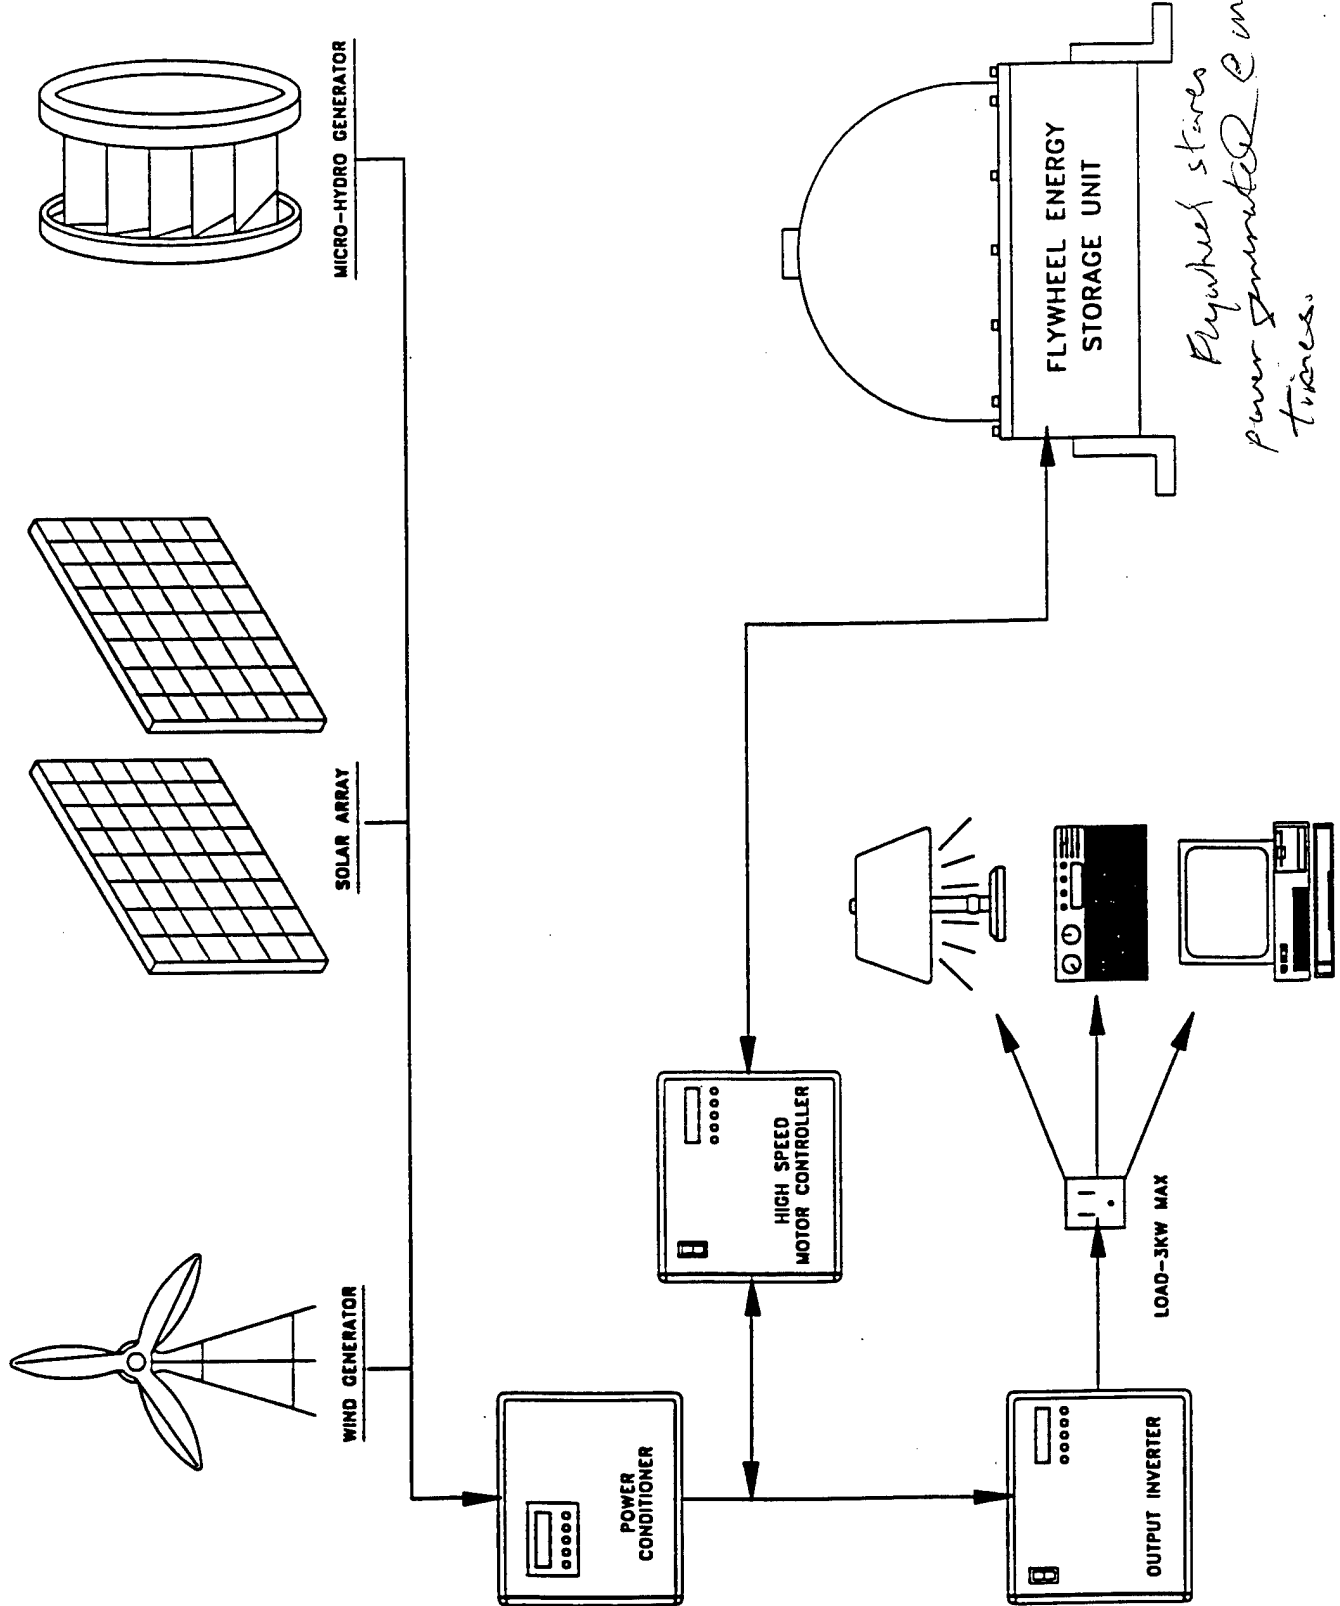 WIND GENERATOR
SOLAR ARRAY
MICRO-HYDRO GENERATOR
POWER
CONDITIONER
HIGH SPEED
MOTOR CONTROLLER
FLYWHEEL ENERGY
STORAGE UNIT
OUTPUT INVERTER
LOAD-3KW MAX
Flywheel stores
power generated @
times.